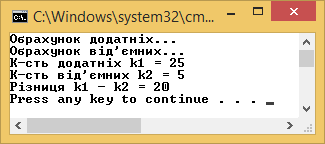 C:\Windows\system32\cm...
Обрахунок додатніх...
Обрахунок від'ємних...
К-сть додатніх k1 = 25
К-сть від'ємних k2 = 5
Різниця k1 - k2 = 20
Press any key to continue . . .